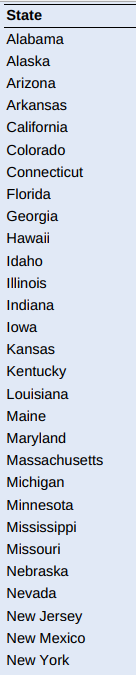 State
Alabama
Alaska
Arizona
Arkansas
California
Colorado
Connecticut
Florida
Georgia
Hawaii
Idaho
Illinois
Indiana
Iowa
Kansas
Kentucky
Louisiana
Maine
Maryland
Massachusetts
Michigan
Minnesota
Mississippi
Missouri
Nebraska
Nevada
New Jersey
New Mexico
New York